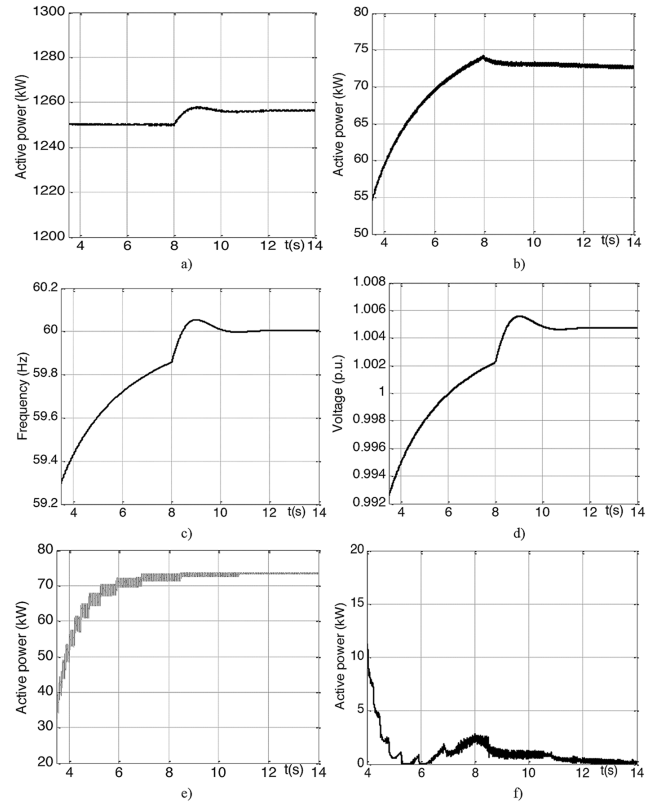 1300
1280
1260
1240
1220
1200
Active power (kW)
4 6 8 10 12 t(s) 14
a)
80
75
70
65
60
55
50
Active power (kW)
4 6 8 10 12 t(s) 14
b)
60.2
60
59.8
59.6
59.4
59.2
Frequency (Hz)
4 6 8 10 12 t(s) 14
c)
1.008
1.006
1.004
1.002
1
0.998
0.996
0.994
0.992
Voltage (p.u.)
4 6 8 10 12 t(s) 14
d)
80
70
60
50
40
30
20
Active power (kW)
4 6 8 10 12 t(s) 14
e)
20
15
10
5
0
Active power (kW)
4 5 6 7 8 9 10 11 12 t(s) 14
f)